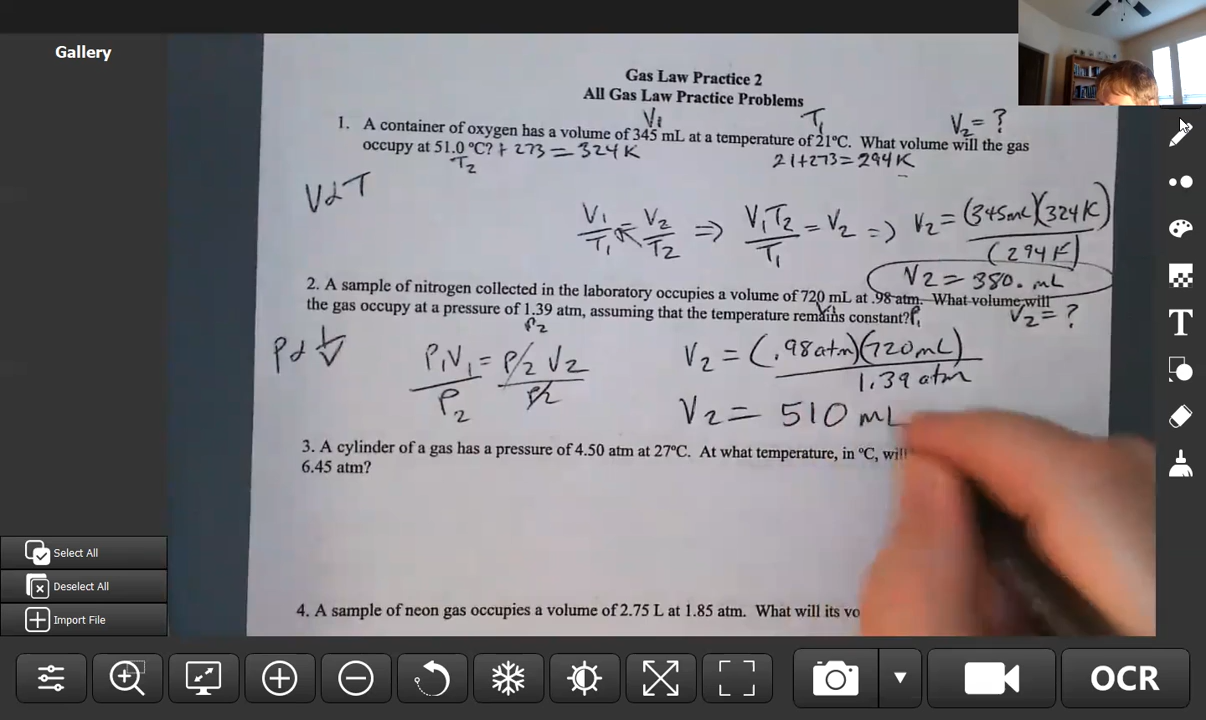 Gallery
Gas Law Practice 2
All Gas Law Practice Problems
V1 T1 V2 = ?
1. A container of oxygen has a volume of 345 mL at a temperature of 21ºC. What volume will the gas
occupy at 51.0 ºC? + 273 = 324 K 21+273=294 K
T2
V α T
V1/T1 = V2/T2 => V1T2/T1 = V2 => V2 = (345mL)(324K)/(294K)
V2 = 380. mL
2. A sample of nitrogen collected in the laboratory occupies a volume of 720 mL at .98 atm. What volume will
the gas occupy at a pressure of 1.39 atm, assuming that the temperature remains constant?
P2 V1 P1 V2 = ?
P α 1/V
P1V1/P2 = P2V2/P2
V2 = (.98atm)(720mL)/1.39 atm
V2 = 510 mL
3. A cylinder of a gas has a pressure of 4.50 atm at 27ºC. At what temperature, in ºC, will
6.45 atm?
4. A sample of neon gas occupies a volume of 2.75 L at 1.85 atm. What will its vo
Select All
Deselect All
Import File
T
OCR